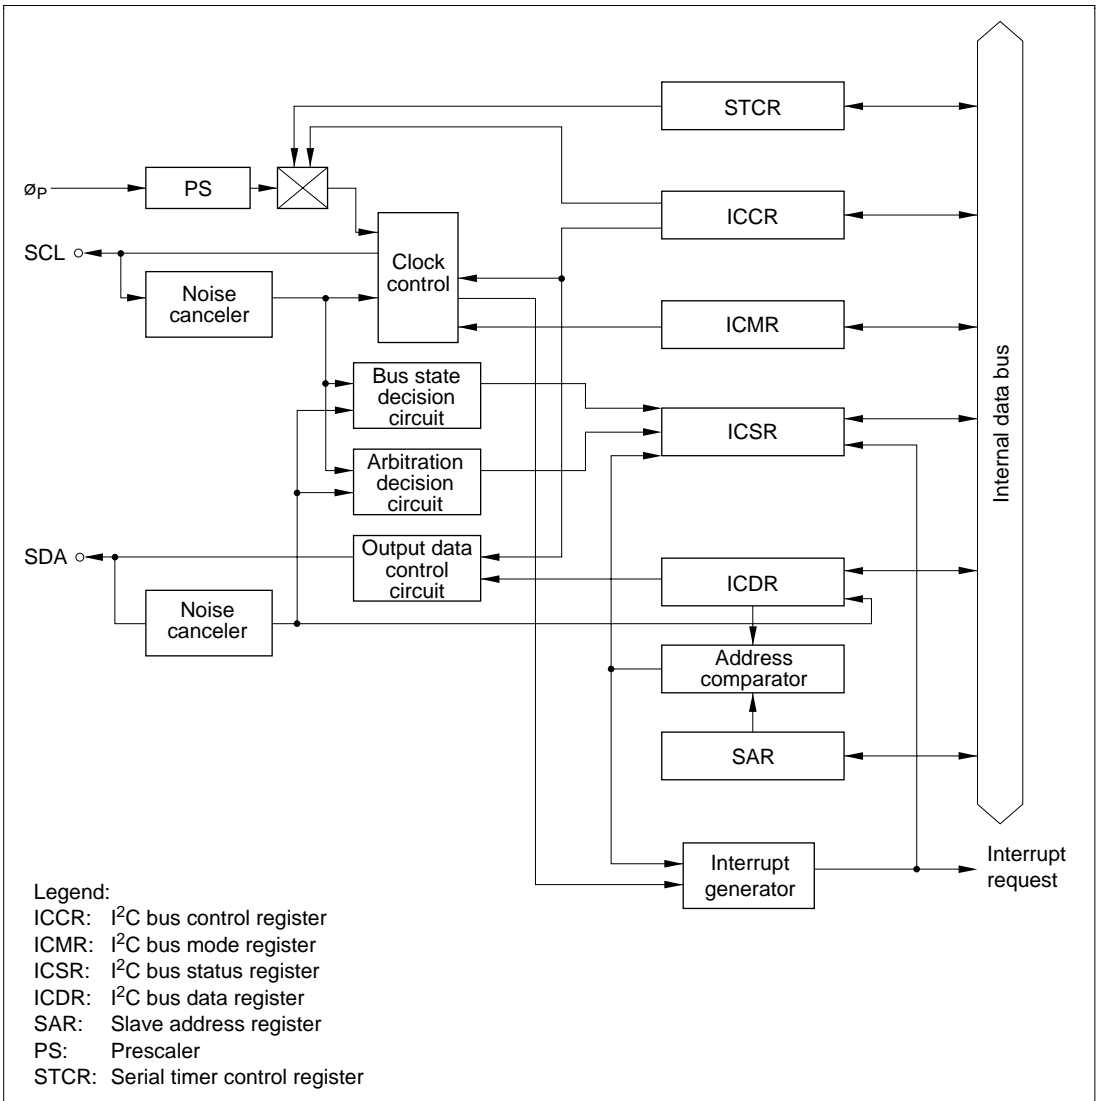 STCR
øP
PS
ICCR
SCL
Clock
control
Noise
canceler
ICMR
Bus state
decision
circuit
ICSR
Internal data bus
Arbitration
decision
circuit
SDA
Output data
control
circuit
ICDR
Noise
canceler
Address
comparator
SAR
Interrupt
generator
Interrupt
request
Legend:
ICCR: I²C bus control register
ICMR: I²C bus mode register
ICSR: I²C bus status register
ICDR: I²C bus data register
SAR: Slave address register
PS: Prescaler
STCR: Serial timer control register